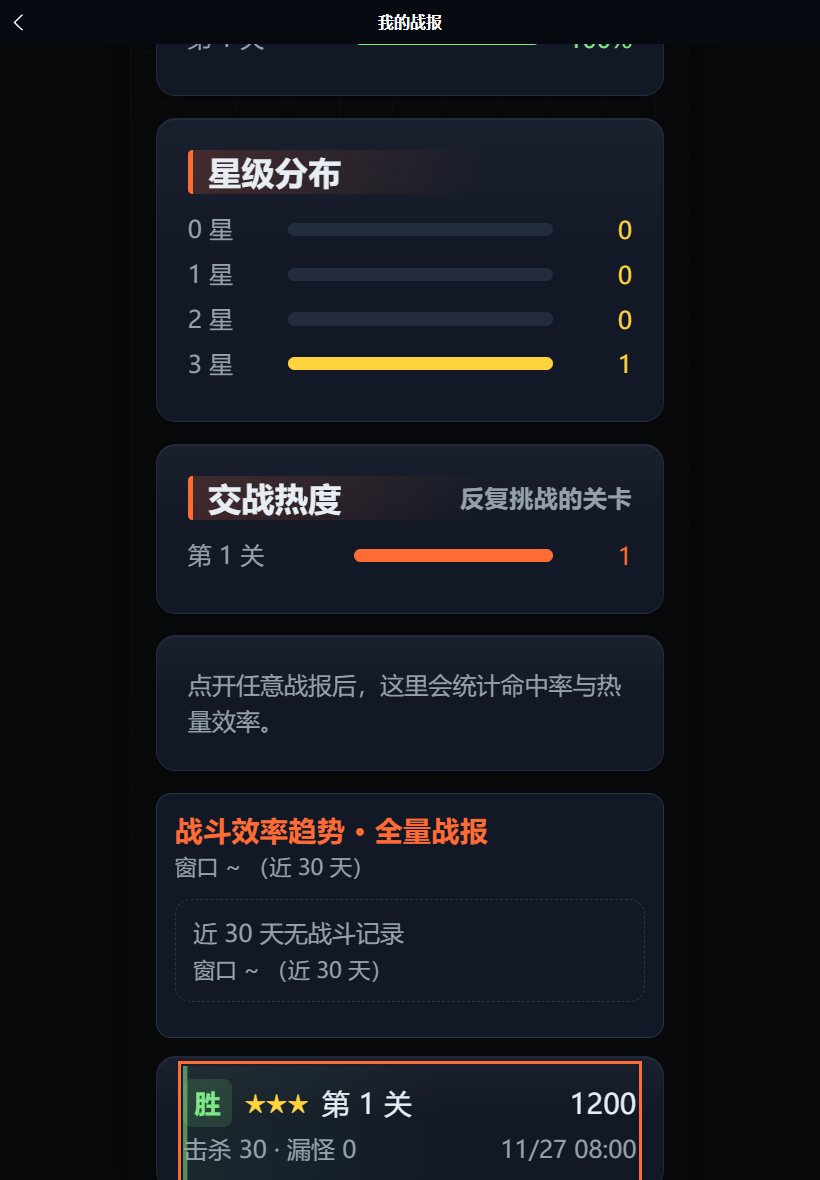 我的战报
第 1 关 100%
星级分布
0 星 0
1 星 0
2 星 0
3 星 1
交战热度 反复挑战的关卡
第 1 关 1
点开任意战报后，这里会统计命中率与热
量效率。
战斗效率趋势 • 全量战报
窗口 ~ （近 30 天）
近 30 天无战斗记录
窗口 ~ （近 30 天）
胜 ★★★ 第 1 关 1200
击杀 30 · 漏怪 0 11/27 08:00